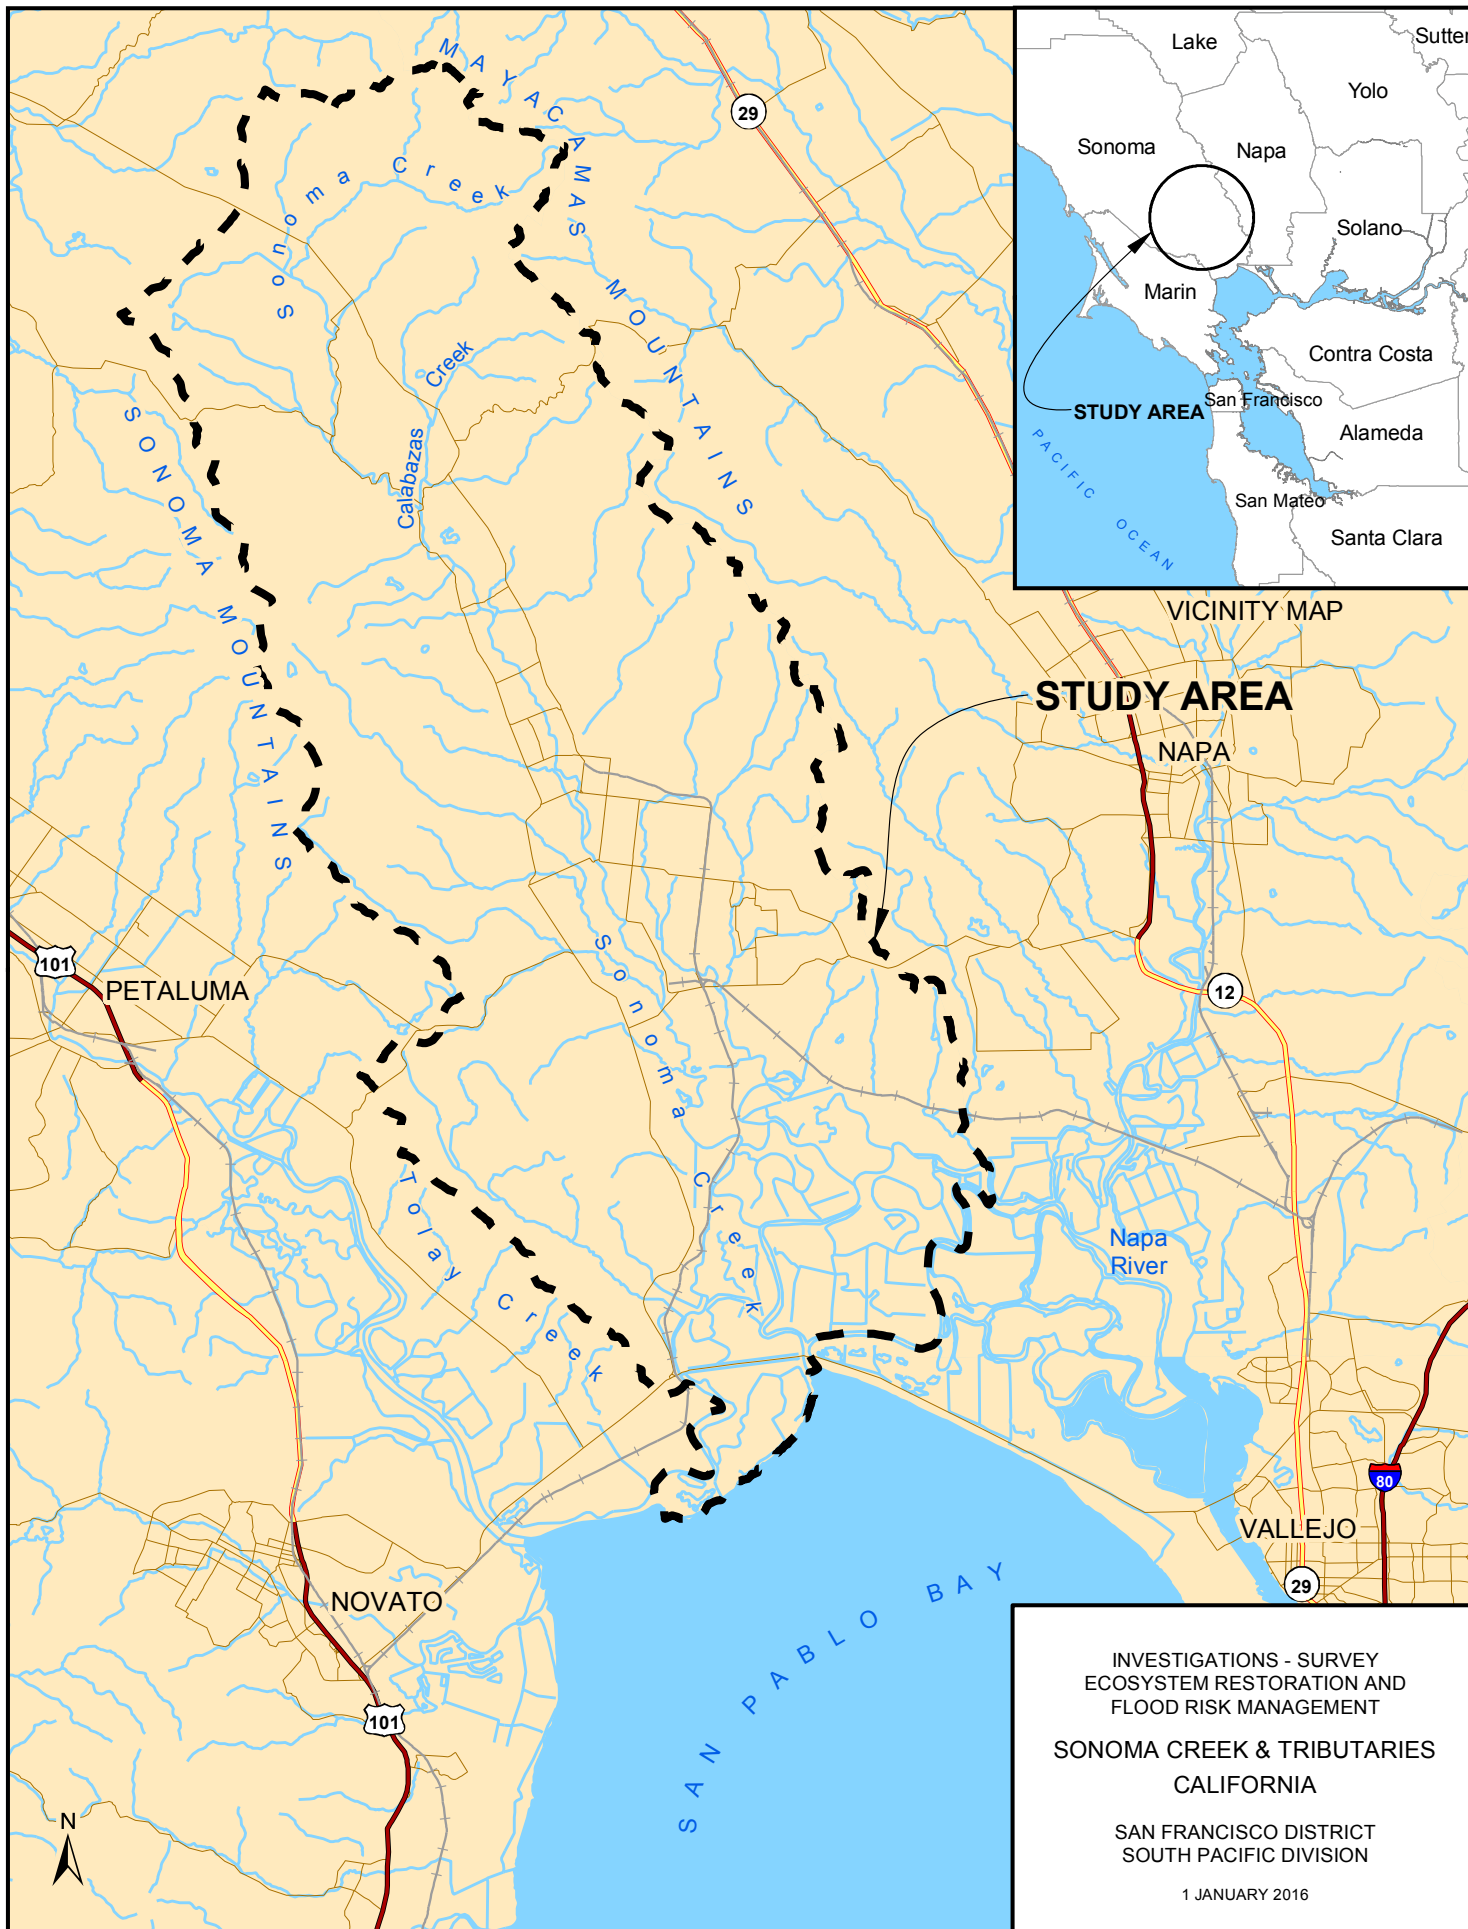 MAYACAMAS MOUNTAINS
29
Sonoma Creek
Creek
Calabazas
SONOMA MOUNTAINS
Lake
Sutter
Yolo
Sonoma
Napa
Solano
Marin
Contra Costa
San Francisco
STUDY AREA
Alameda
PACIFIC OCEAN
San Mateo
Santa Clara
VICINITY MAP
STUDY AREA
NAPA
101
PETALUMA
12
Sonoma Creek
Tolay Creek
Napa
River
80
VALLEJO
29
NOVATO
SAN PABLO BAY
101
N
INVESTIGATIONS - SURVEY
ECOSYSTEM RESTORATION AND
FLOOD RISK MANAGEMENT
SONOMA CREEK & TRIBUTARIES
CALIFORNIA
SAN FRANCISCO DISTRICT
SOUTH PACIFIC DIVISION
1 JANUARY 2016